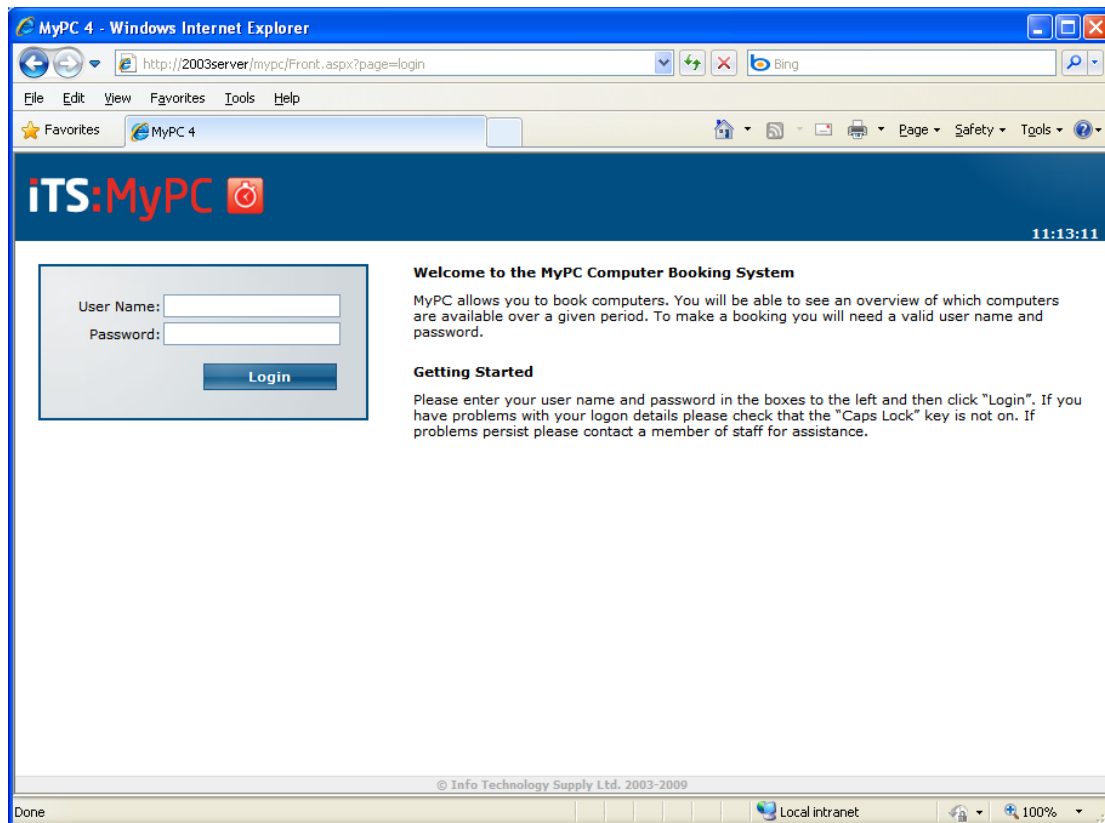 MyPC 4 - Windows Internet Explorer
http://2003server/mypc/Front.aspx?page=login
Bing
File Edit View Favorites Tools Help
Favorites
MyPC 4
Page Safety Tools
iTS:MyPC
11:13:11
User Name:
Password:
Login
Welcome to the MyPC Computer Booking System
MyPC allows you to book computers. You will be able to see an overview of which computers
are available over a given period. To make a booking you will need a valid user name and
password.
Getting Started
Please enter your user name and password in the boxes to the left and then click “Login”. If you
have problems with your logon details please check that the “Caps Lock” key is not on. If
problems persist please contact a member of staff for assistance.
© Info Technology Supply Ltd. 2003-2009
Done
Local intranet
100%